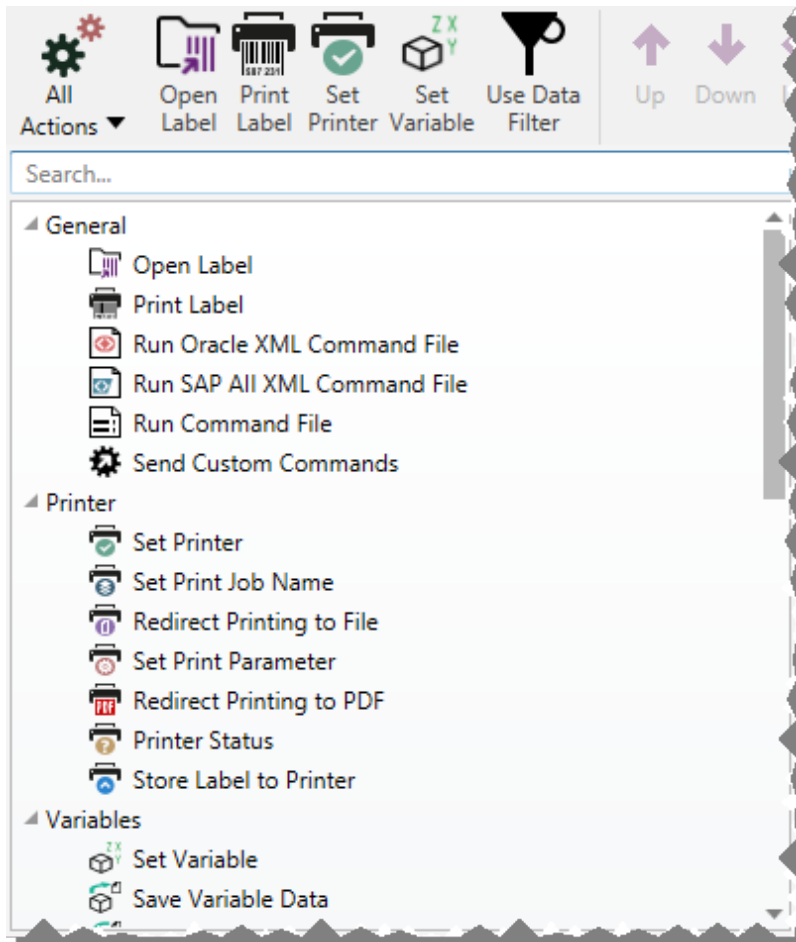 All
Actions
Open
Label
Print
Label
Set
Printer
Set
Variable
Use Data
Filter
Up
Down
Search...
General
Open Label
Print Label
Run Oracle XML Command File
Run SAP AII XML Command File
Run Command File
Send Custom Commands
Printer
Set Printer
Set Print Job Name
Redirect Printing to File
Set Print Parameter
Redirect Printing to PDF
Printer Status
Store Label to Printer
Variables
Set Variable
Save Variable Data